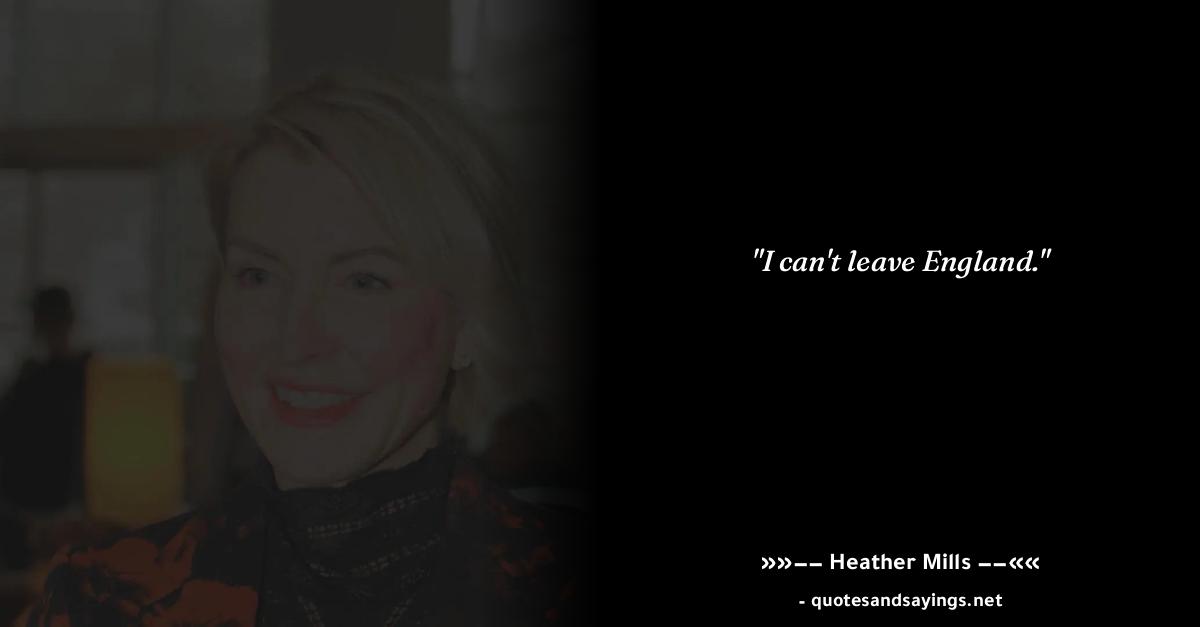 "I can't leave England."
»»−− Heather Mills −−««
- quotesandsayings.net